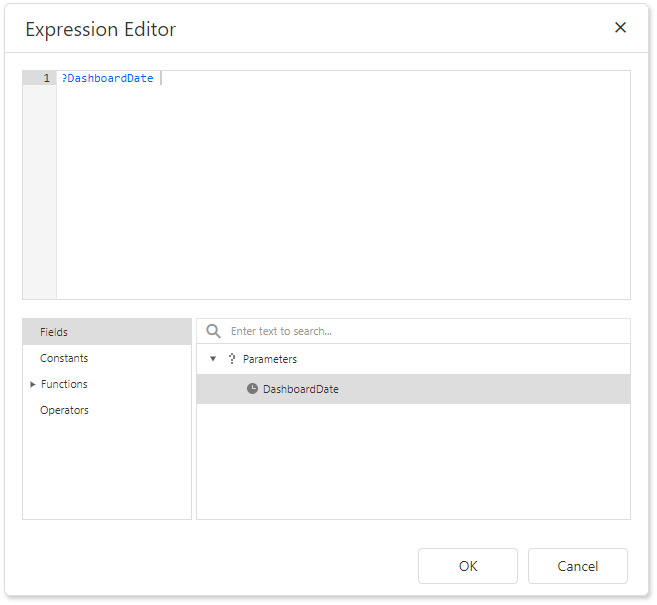 Expression Editor
1 ?DashboardDate
Fields
Constants
Functions
Operators
Enter text to search...
? Parameters
DashboardDate
OK
Cancel